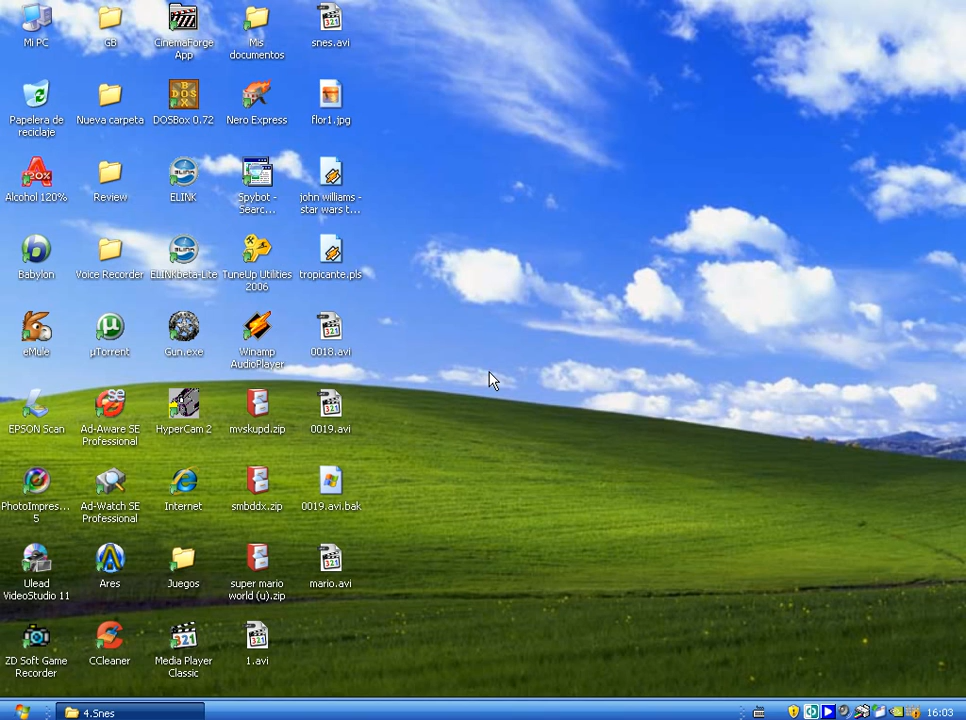 Mi PC
GB
CinemaForge
App
Mis
documentos
snes.avi
Papelera de
reciclaje
Nueva carpeta
DOSBox 0.72
Nero Express
flor1.jpg
Alcohol 120%
Review
ELINK
Spybot -
Searc...
john williams -
star wars t...
Babylon
Voice Recorder
ELINKbeta-Lite
TuneUp Utilities
2006
tropicante.pls
eMule
µTorrent
Gun.exe
Winamp
AudioPlayer
0018.avi
EPSON Scan
Ad-Aware SE
Professional
HyperCam 2
mvskupd.zip
0019.avi
PhotoImpres...
5
Ad-Watch SE
Professional
Internet
smbddx.zip
0019.avi.bak
Ulead
VideoStudio 11
Ares
Juegos
super mario
world (u).zip
mario.avi
ZD Soft Game
Recorder
CCleaner
Media Player
Classic
1.avi
4.Snes
16:03